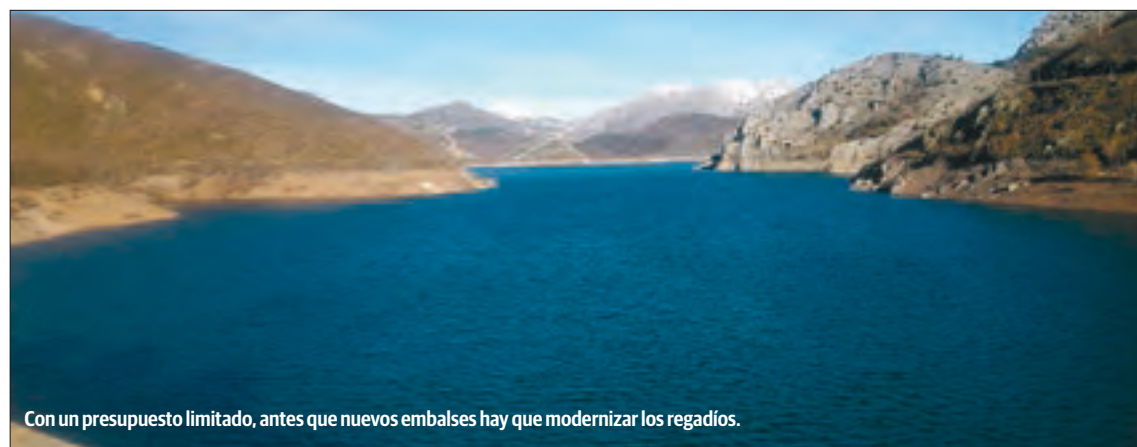 Con un presupuesto limitado, antes que nuevos embalses hay que modernizar los regadíos.